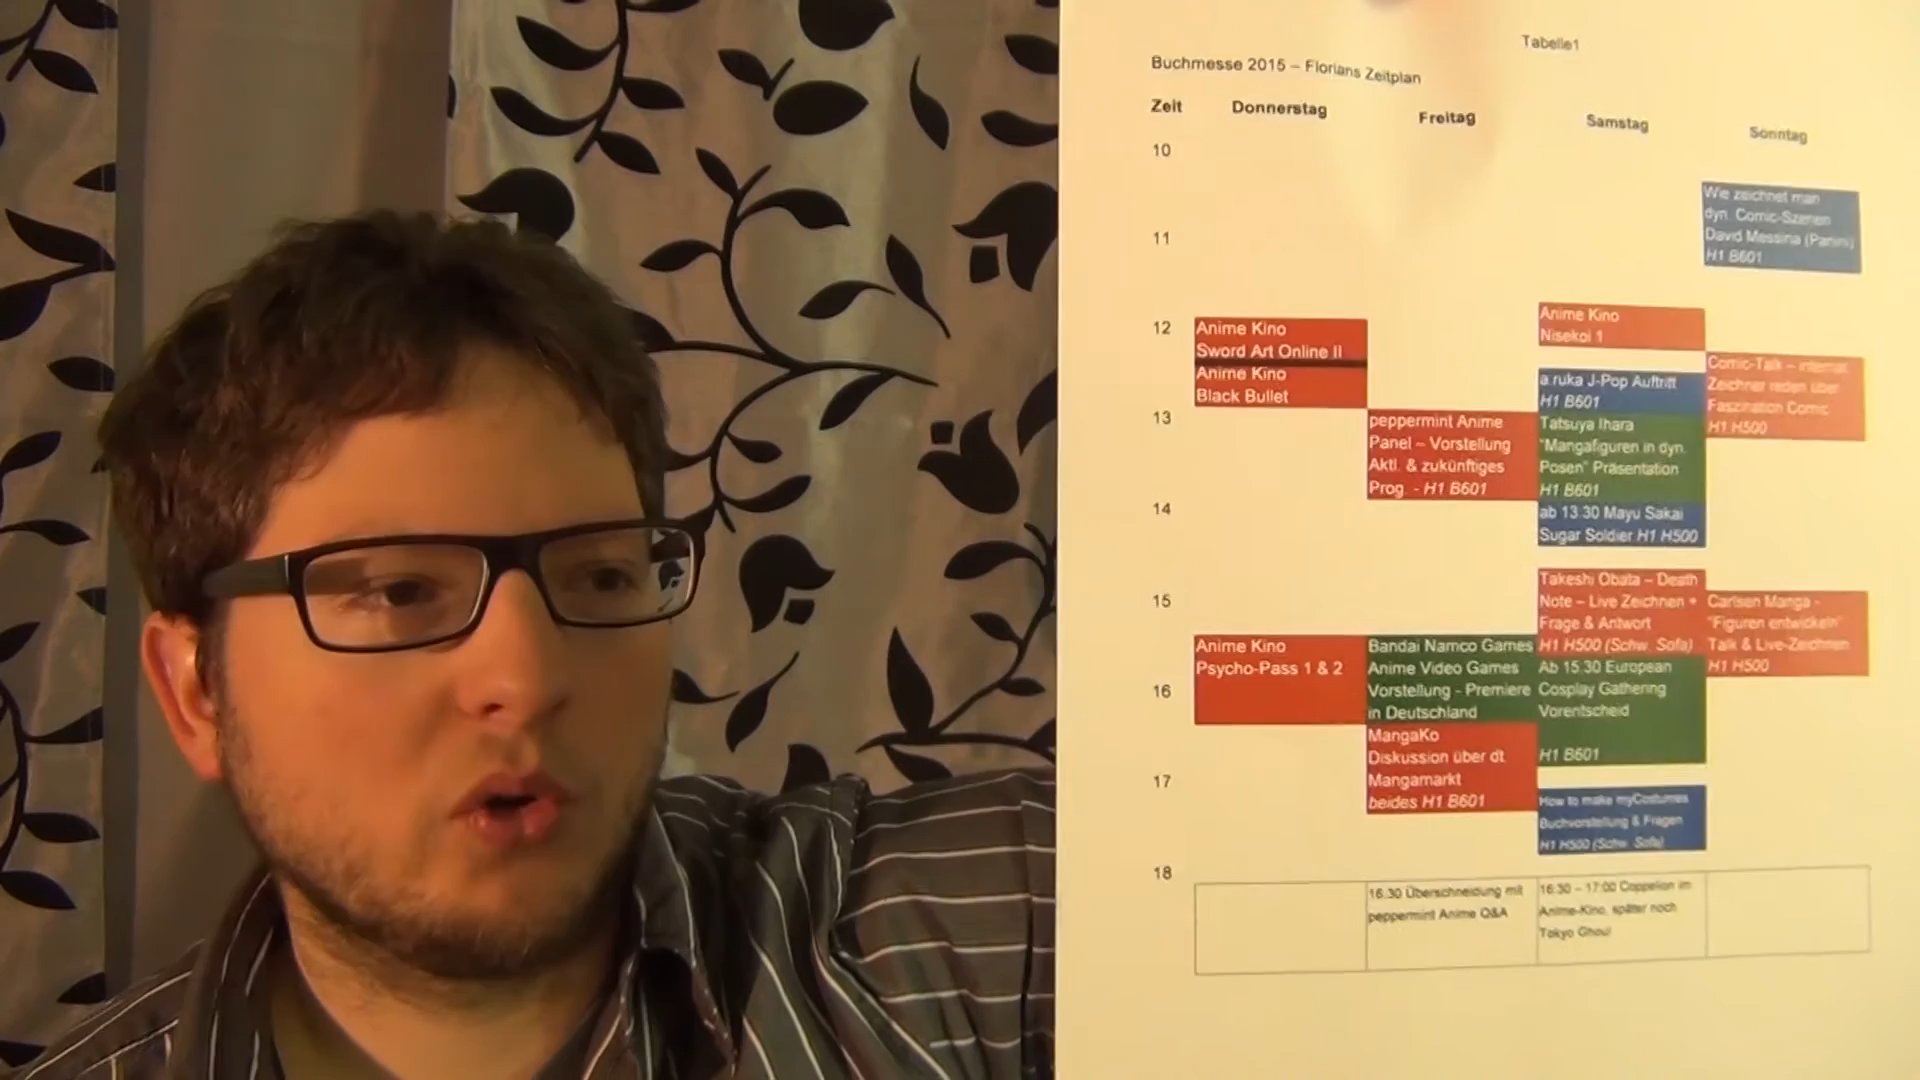 Tabelle1
Buchmesse 2015 – Florians Zeitplan
Zeit Donnerstag Freitag Samstag Sonntag
10
Wie zeichnet man
dyn. Comic-Szenen
David Messina (Panini)
H1 B601
11
12
Anime Kino
Sword Art Online II
Anime Kino
Black Bullet
Anime Kino
Nisekoi 1
a.ruka J-Pop Auftritt
H1 B601
Comic-Talk – internat.
Zeichner reden über
Faszination Comic
H1 H500
13
peppermint Anime
Panel – Vorstellung
Aktl. & zukünftiges
Prog. - H1 B601
Tatsuya Ihara
"Mangafiguren in dyn.
Posen" Präsentation
H1 B601
14
ab 13.30 Mayu Sakai
Sugar Soldier H1 H500
15
Takeshi Obata – Death
Note – Live Zeichnen +
Frage & Antwort
H1 H500 (Schw. Sofa)
Carlsen Manga -
"Figuren entwickeln"
Talk & Live-Zeichnen
H1 H500
Anime Kino
Psycho-Pass 1 & 2
Bandai Namco Games
Anime Video Games
Vorstellung - Premiere
in Deutschland
Ab 15.30 European
Cosplay Gathering
Vorentscheid
H1 B601
16
MangaKo
Diskussion über dt.
Mangamarkt
beides H1 B601
17
How to make myCostumes
Buchvorstellung & Fragen
H1 H500 (Schw. Sofa)
18
16.30 Überschneidung mit
peppermint Anime Q&A
16:30 – 17:00 Coppelion im
Anime-Kino, später noch
Tokyo Ghoul